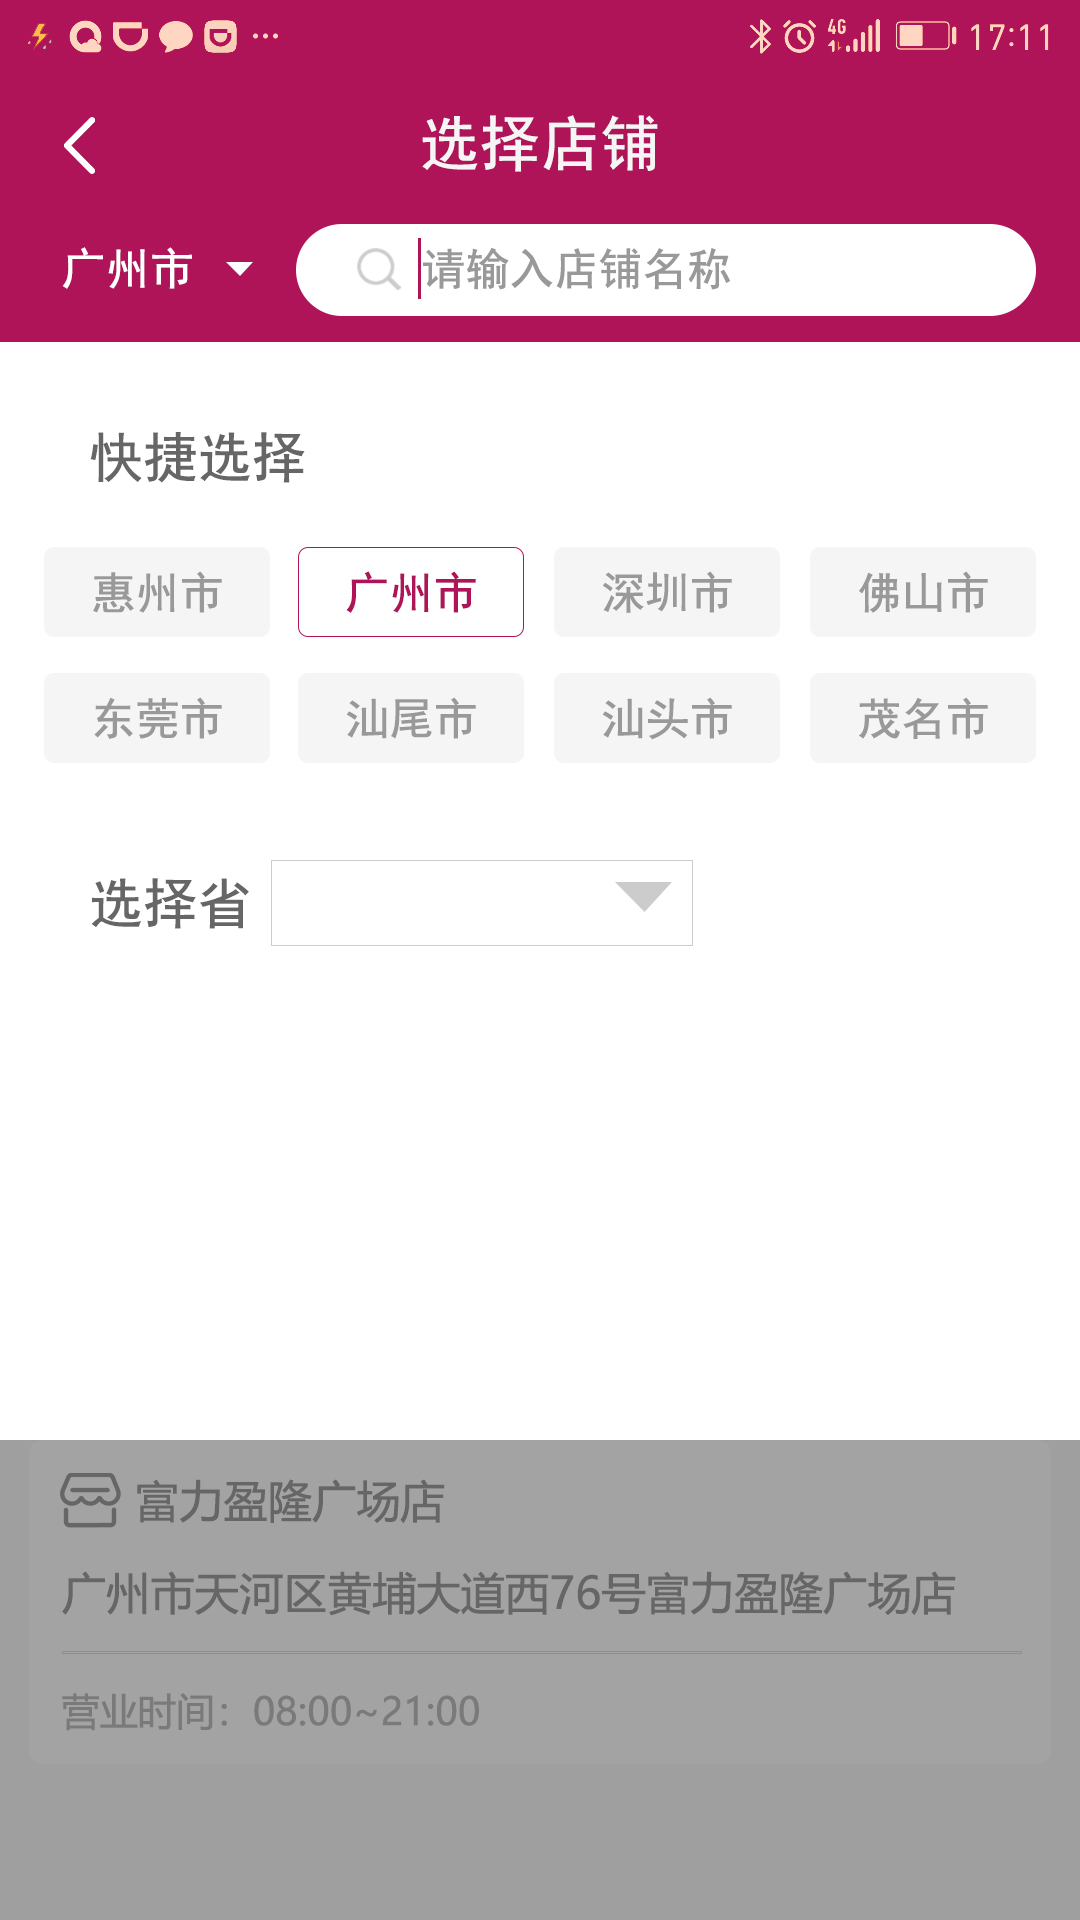 4G 17:11
选择店铺
广州市 请输入店铺名称
快捷选择
惠州市 广州市 深圳市 佛山市
东莞市 汕尾市 汕头市 茂名市
选择省
富力盈隆广场店
广州市天河区黄埔大道西76号富力盈隆广场店
营业时间：08:00~21:00